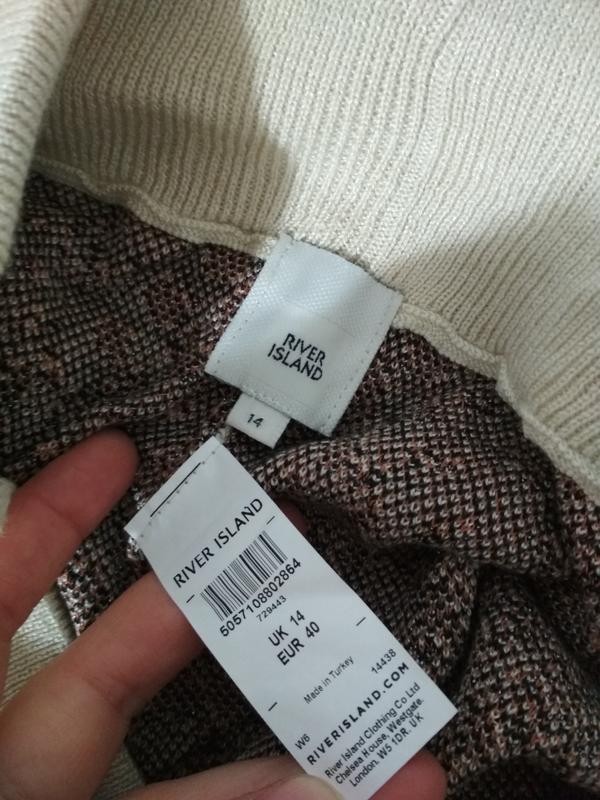 RIVER
ISLAND
14
RIVER ISLAND
5057108802864
729443
UK 14
EUR 40
Made in Turkey
14438
W6
RIVERISLAND.COM
River Island Clothing Co Ltd
Chelsea House, Westgate.
London. W5 1DR. UK